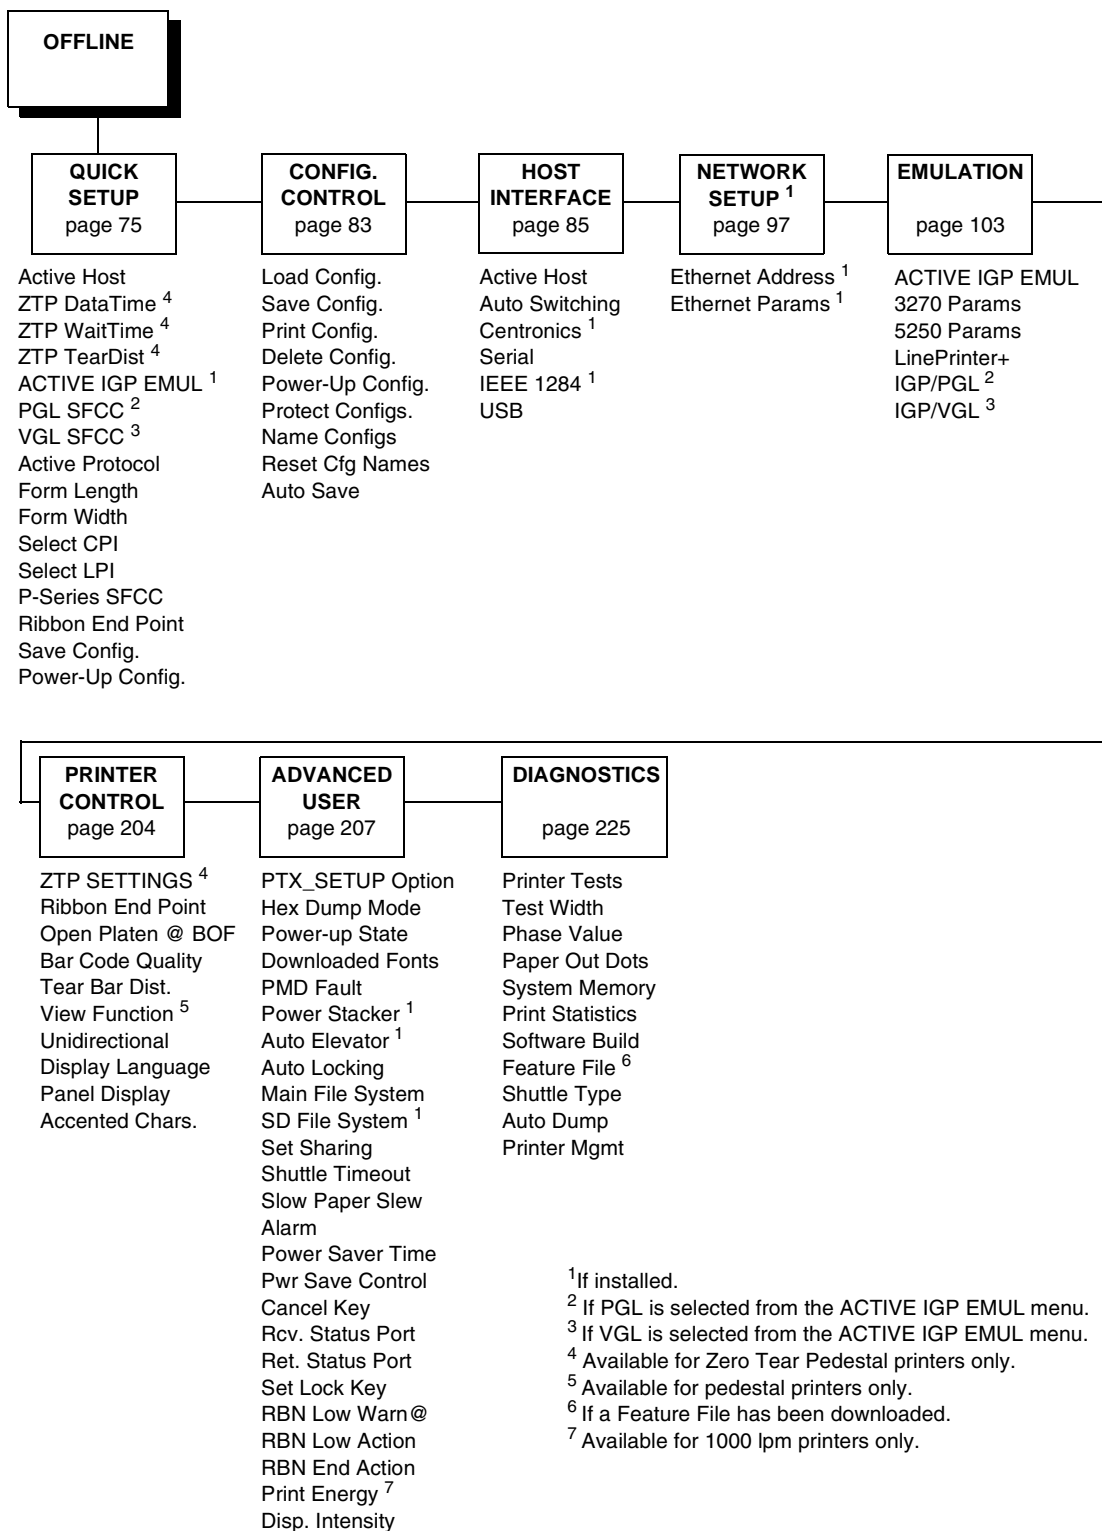 OFFLINE
QUICK
SETUP
page 75
Active Host
ZTP DataTime 4
ZTP WaitTime 4
ZTP TearDist 4
ACTIVE IGP EMUL 1
PGL SFCC 2
VGL SFCC 3
Active Protocol
Form Length
Form Width
Select CPI
Select LPI
P-Series SFCC
Ribbon End Point
Save Config.
Power-Up Config.
CONFIG.
CONTROL
page 83
Load Config.
Save Config.
Print Config.
Delete Config.
Power-Up Config.
Protect Configs.
Name Configs
Reset Cfg Names
Auto Save
HOST
INTERFACE
page 85
Active Host
Auto Switching
Centronics 1
Serial
IEEE 1284 1
USB
NETWORK
SETUP 1
page 97
Ethernet Address 1
Ethernet Params 1
EMULATION
page 103
ACTIVE IGP EMUL
3270 Params
5250 Params
LinePrinter+
IGP/PGL 2
IGP/VGL 3
PRINTER
CONTROL
page 204
ZTP SETTINGS 4
Ribbon End Point
Open Platen @ BOF
Bar Code Quality
Tear Bar Dist.
View Function 5
Unidirectional
Display Language
Panel Display
Accented Chars.
ADVANCED
USER
page 207
PTX_SETUP Option
Hex Dump Mode
Power-up State
Downloaded Fonts
PMD Fault
Power Stacker 1
Auto Elevator 1
Auto Locking
Main File System
SD File System 1
Set Sharing
Shuttle Timeout
Slow Paper Slew
Alarm
Power Saver Time
Pwr Save Control
Cancel Key
Rcv. Status Port
Ret. Status Port
Set Lock Key
RBN Low Warn@
RBN Low Action
RBN End Action
Print Energy 7
Disp. Intensity
DIAGNOSTICS
page 225
Printer Tests
Test Width
Phase Value
Paper Out Dots
System Memory
Print Statistics
Software Build
Feature File 6
Shuttle Type
Auto Dump
Printer Mgmt
1If installed.
2 If PGL is selected from the ACTIVE IGP EMUL menu.
3 If VGL is selected from the ACTIVE IGP EMUL menu.
4 Available for Zero Tear Pedestal printers only.
5 Available for pedestal printers only.
6 If a Feature File has been downloaded.
7 Available for 1000 lpm printers only.